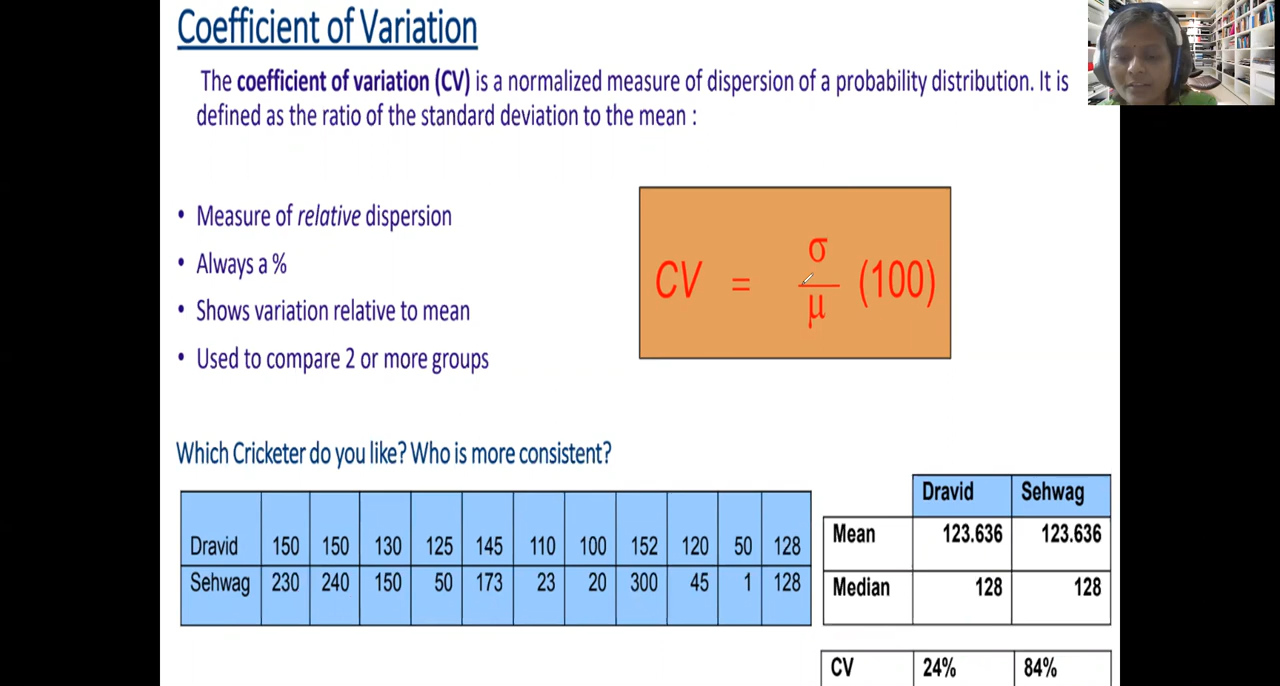 Coefficient of Variation
The coefficient of variation (CV) is a normalized measure of dispersion of a probability distribution. It is
defined as the ratio of the standard deviation to the mean :
• Measure of relative dispersion
• Always a %
• Shows variation relative to mean
• Used to compare 2 or more groups
CV = σ/μ (100)
Which Cricketer do you like? Who is more consistent?
Dravid 150 150 130 125 145 110 100 152 120 50 128
Sehwag 230 240 150 50 173 23 20 300 45 1 128
Dravid Sehwag
Mean 123.636 123.636
Median 128 128
CV 24% 84%